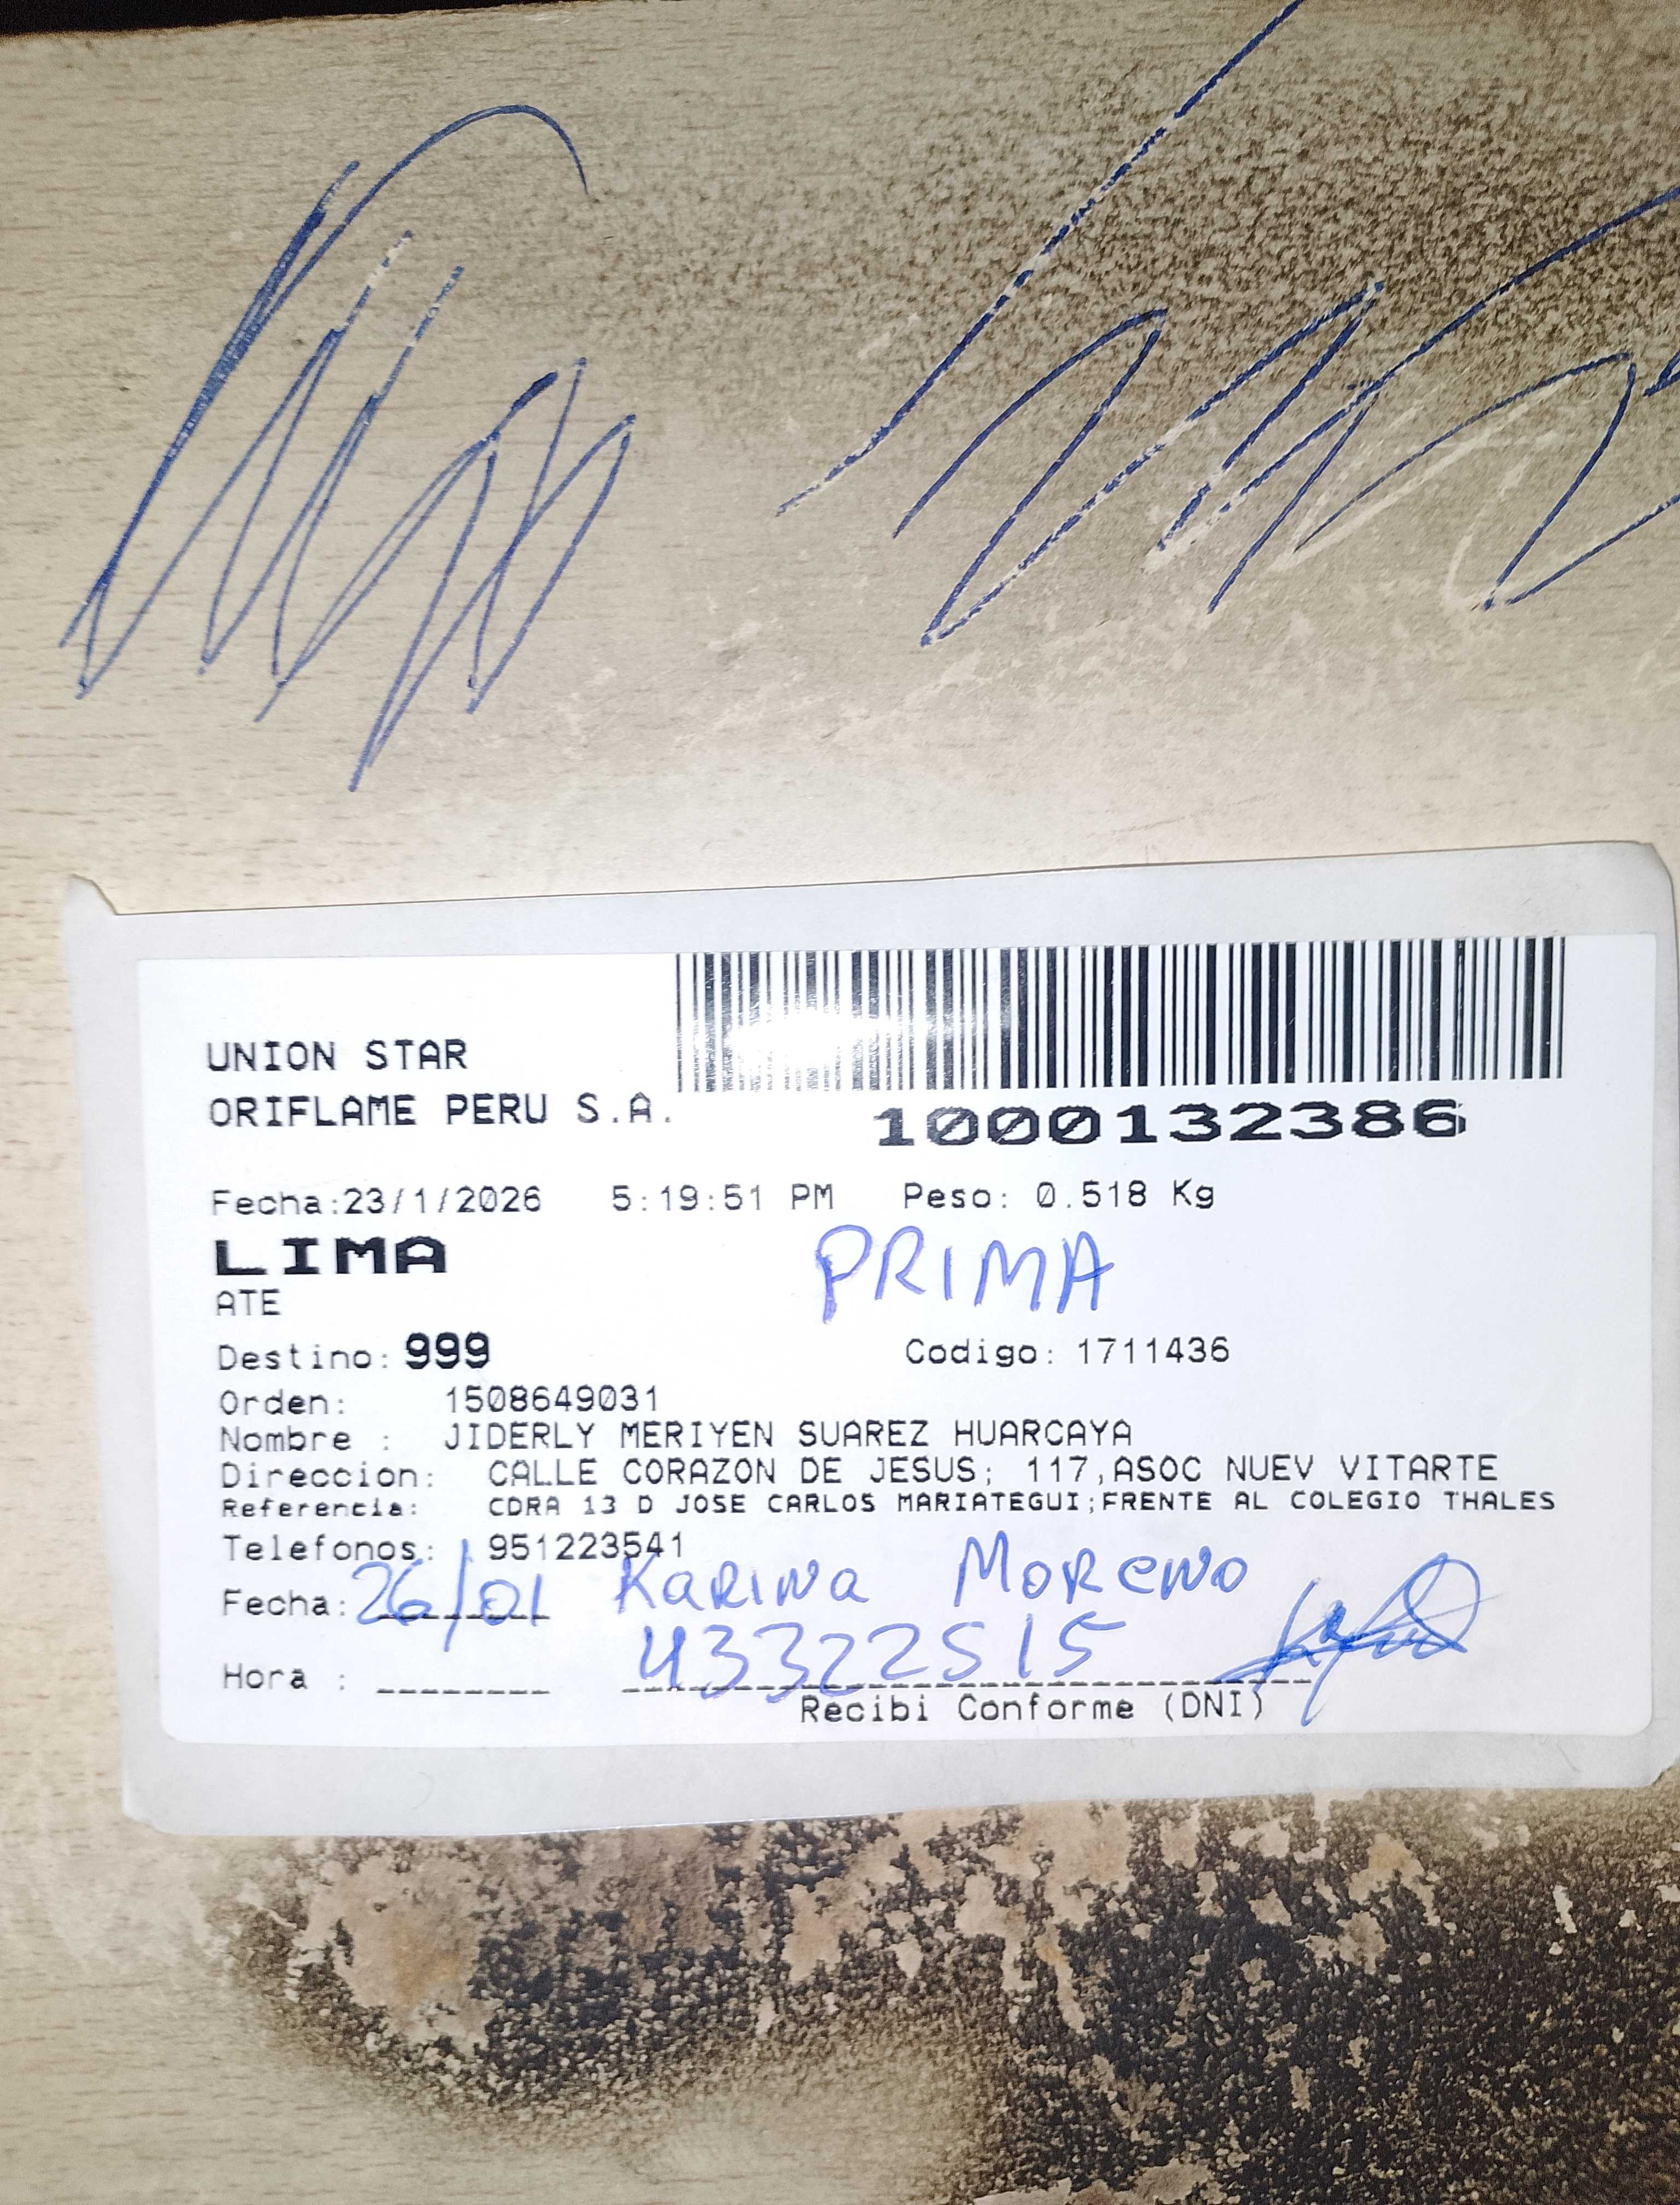 UNION STAR
ORIFLAME PERU S.A.
1000132386
Fecha:23/1/2026 5:19:51 PM Peso: 0.518 Kg
LIMA
PRIMA
ATE
Destino: 999 Codigo: 1711436
Orden: 1508649031
Nombre : JIDERLY MERIYEN SUAREZ HUARCAYA
Direccion: CALLE CORAZON DE JESUS; 117,ASOC NUEV VITARTE
Referencia: CDRA 13 D JOSE CARLOS MARIATEGUI;FRENTE AL COLEGIO THALES
Telefonos: 951223541
Fecha: 26/01 Karina Moreno
43322515
Hora :
Recibi Conforme (DNI)